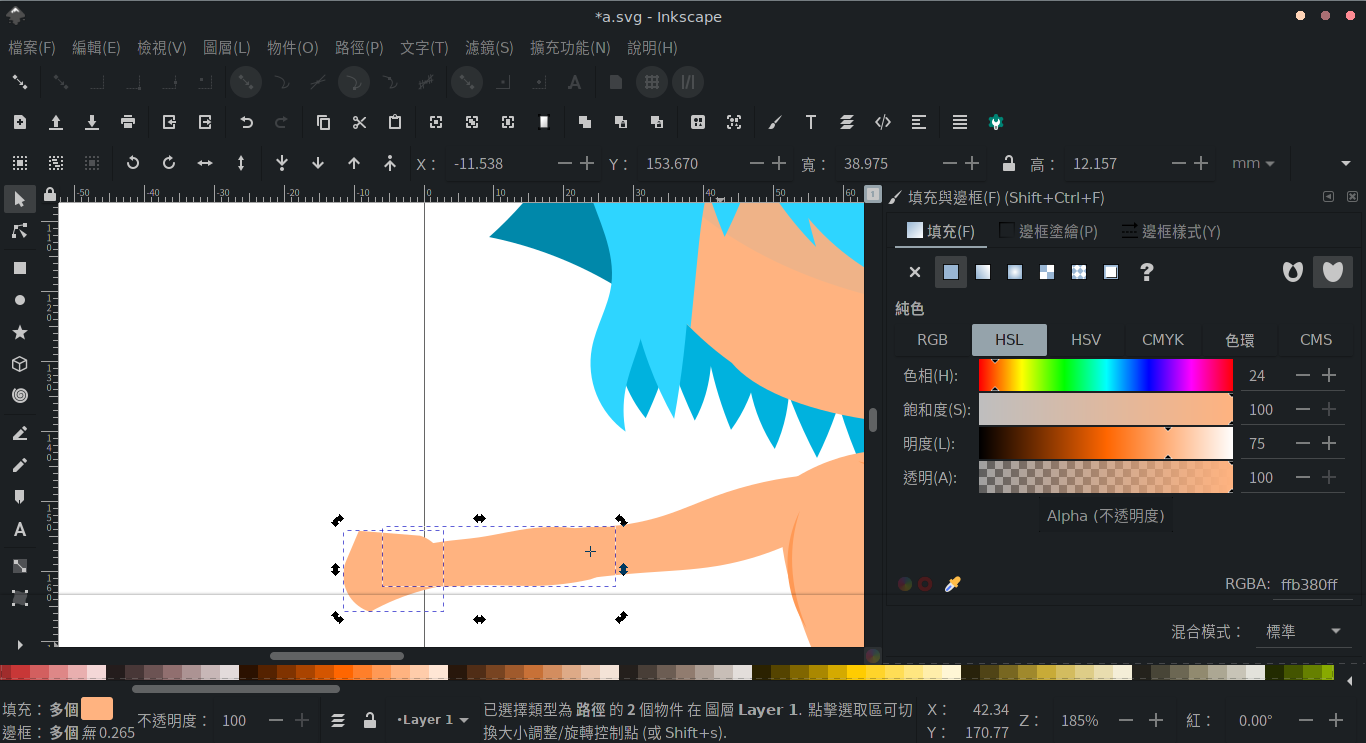 *a.svg - Inkscape
檔案(F) 編輯(E) 檢視(V) 圖層(L) 物件(O) 路徑(P) 文字(T) 濾鏡(S) 擴充功能(N) 說明(H)
X： -11.538 Y： 153.670 寬： 38.975 高： 12.157 mm
-50 -40 -30 -20 -10 0 10 20 30 40 50 60
1
110
120
130
140
150
160
填充與邊框(F) (Shift+Ctrl+F)
填充(F) 邊框塗繪(P) 邊框樣式(Y)
純色
RGB HSL HSV CMYK 色環 CMS
色相(H): 24
飽和度(S): 100
明度(L): 75
透明(A): 100
Alpha (不透明度)
RGBA: ffb380ff
混合模式： 標準
填充： 多個 不透明度： 100 •Layer 1
邊框： 多個 無 0.265
已選擇類型為 路徑 的 2 個物件 在 圖層 Layer 1. 點擊選取區可切
換大小調整/旋轉控制點 (或 Shift+s).
X： 42.34
Y： 170.77
Z： 185% 紅： 0.00°